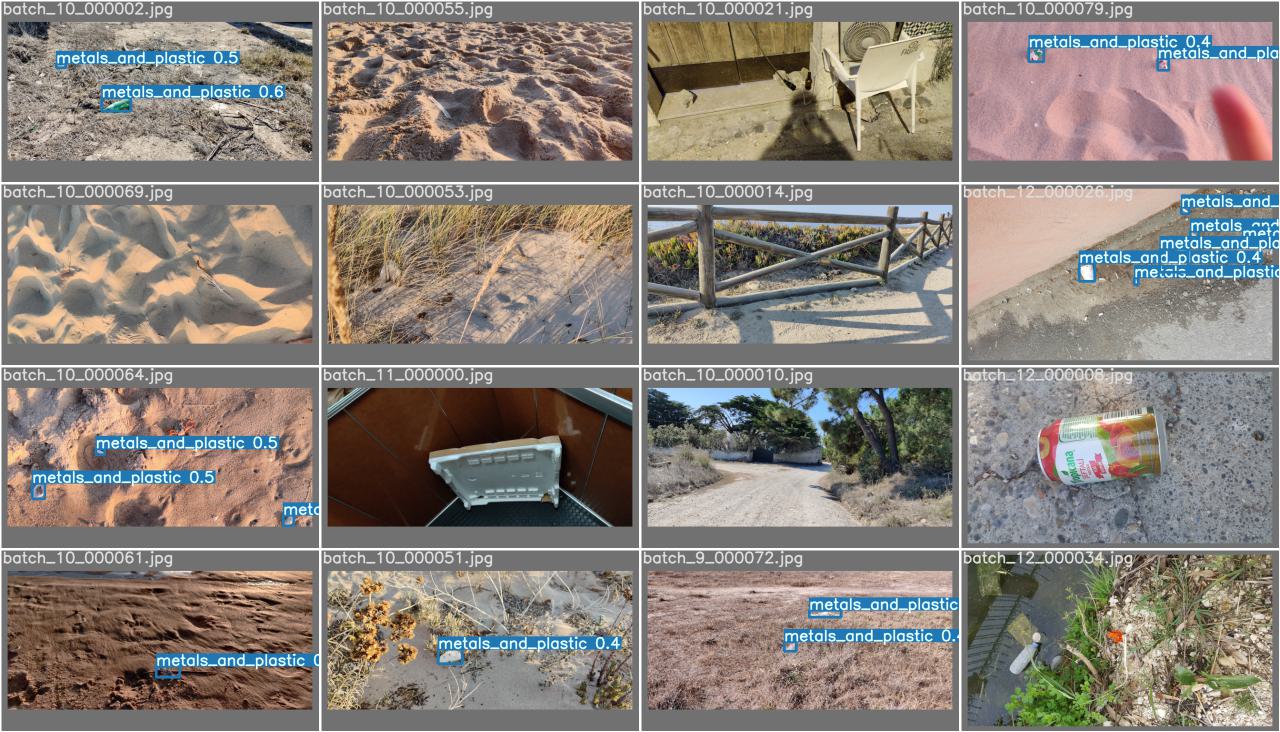 batch_10_000002.jpg
metals_and_plastic 0.5
metals_and_plastic 0.6
batch_10_000055.jpg
batch_10_000021.jpg
batch_10_000079.jpg
metals_and_plastic 0.4
metals_and_pla
batch_10_000069.jpg
batch_10_000053.jpg
batch_10_000014.jpg
batch_12_000026.jpg
metals_and_
metals_and
meta
metals_and_pla
metals_and_plastic 0.4
metals_and_plastic
batch_10_000064.jpg
metals_and_plastic 0.5
metals_and_plastic 0.5
meta
batch_11_000000.jpg
batch_10_000010.jpg
batch_12_000008.jpg
Tropicana
batch_10_000061.jpg
metals_and_plastic 0
batch_10_000051.jpg
metals_and_plastic 0.4
batch_9_000072.jpg
metals_and_plastic
metals_and_plastic 0.4
batch_12_000034.jpg